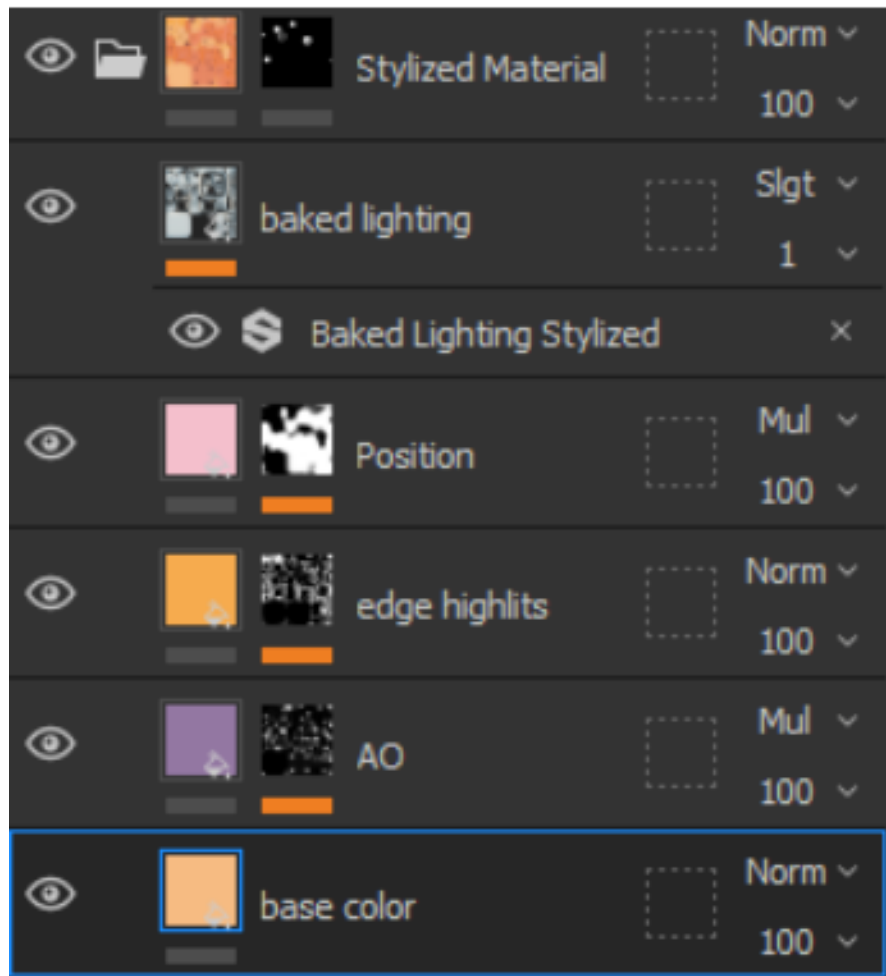 Stylized Material Norm
100
baked lighting Slgt
1
Baked Lighting Stylized
Position Mul
100
edge highlits Norm
100
AO Mul
100
base color Norm
100